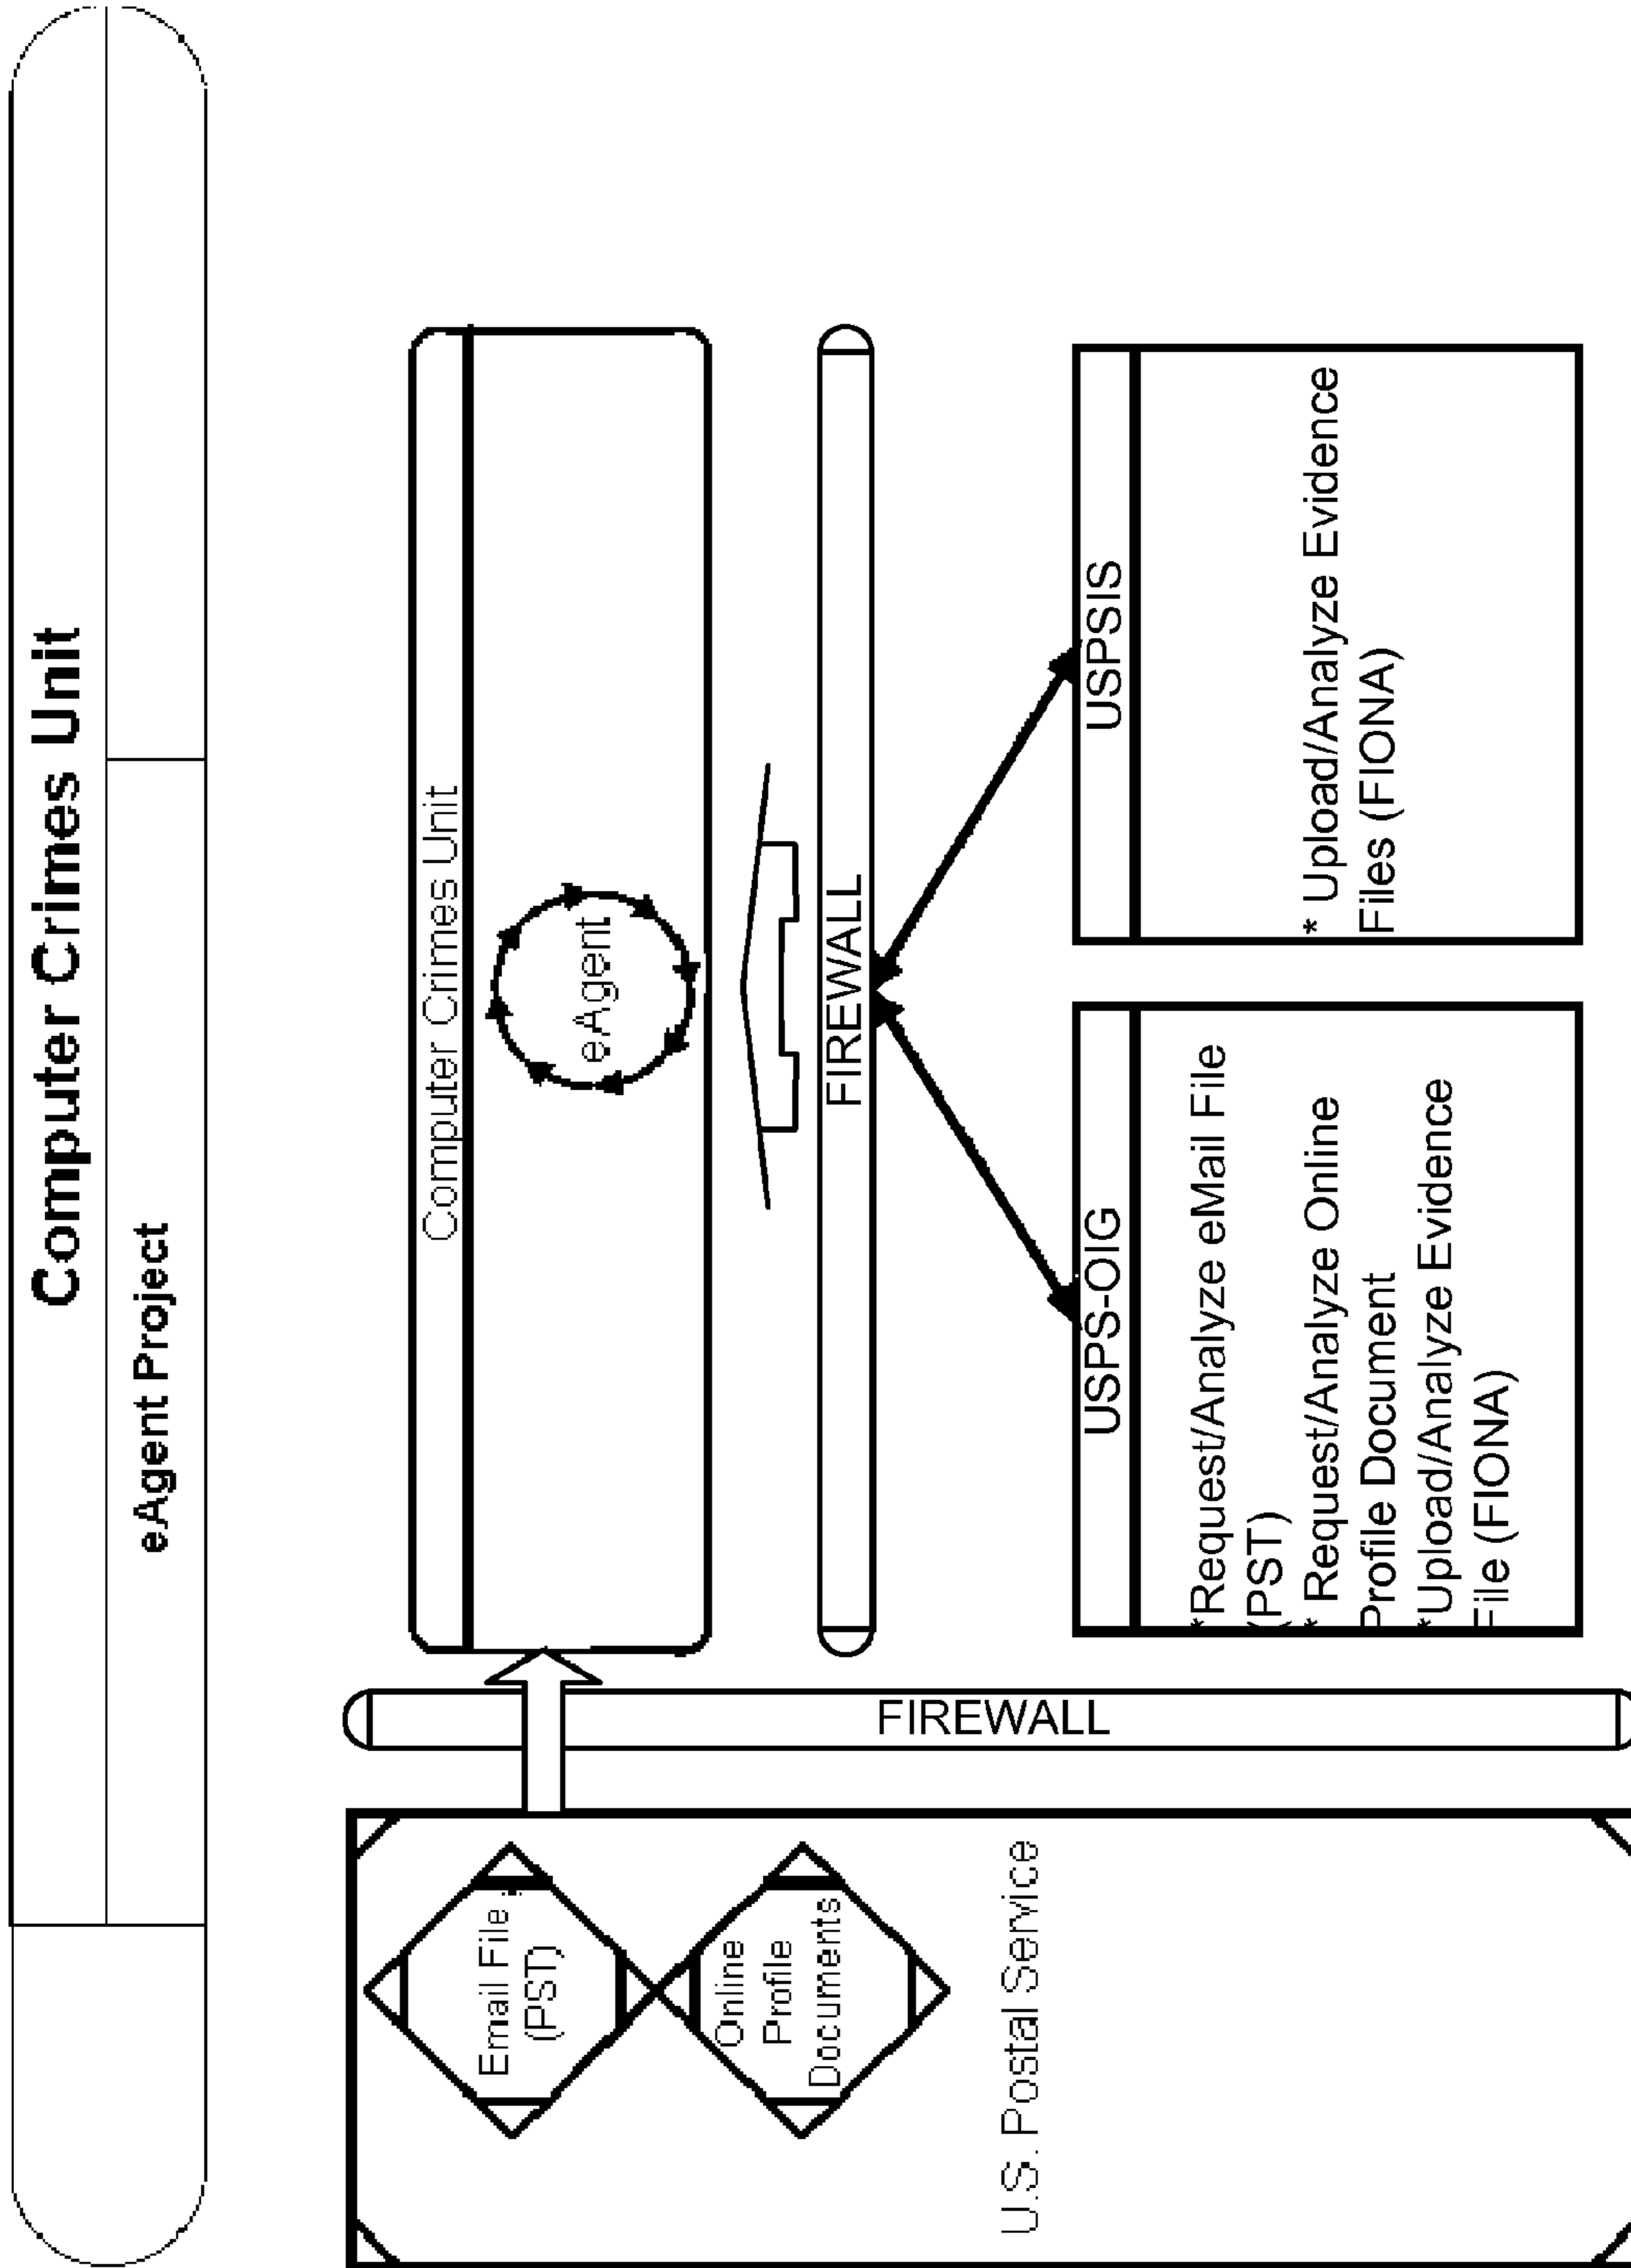 Computer Crimes Unit
eAgent Project
Email File
(PST)
Online
Profile
Documents
U.S. Postal Service
FIREWALL
Computer Crimes Unit
eAgent
FIREWALL
USPS-OIG
*Request/Analyze eMail File
(PST)
* Request/Analyze Online
Profile Document
*Upload/Analyze Evidence
File (FIONA)
USPSIS
* Upload/Analyze Evidence
Files (FIONA)